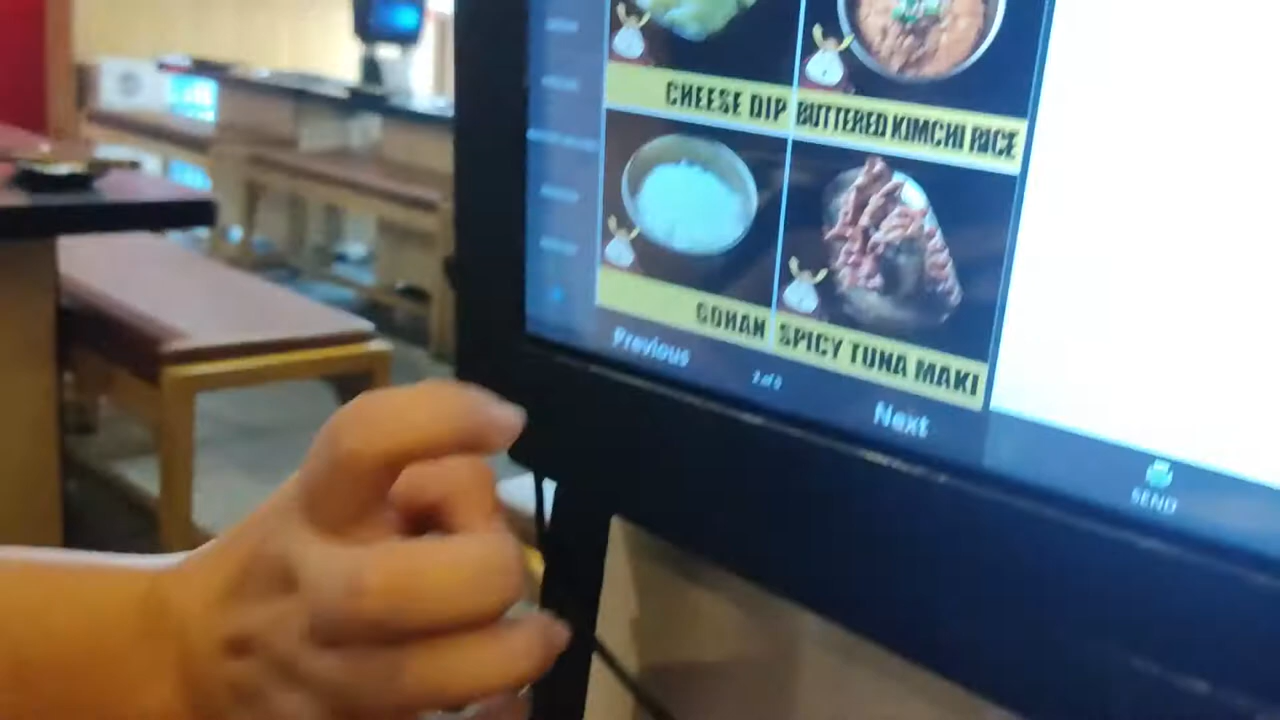 CHEESE DIP
BUTTERED KIMCHI RICE
GOHAN
SPICY TUNA MAKI
Previous
Next
SEND